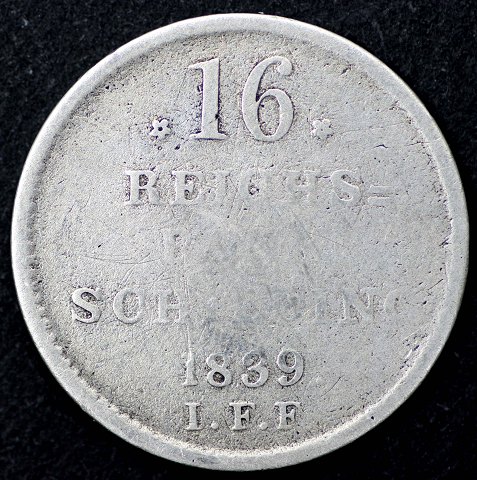 * 16 *
REICHS=
SCHILLING
1839.
I.F.F